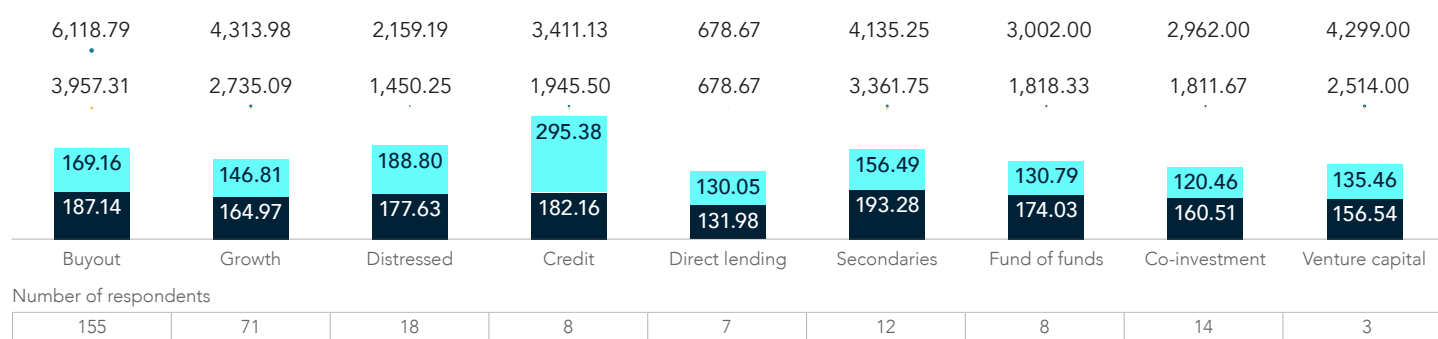 6,118.79 4,313.98 2,159.19 3,411.13 678.67 4,135.25 3,002.00 2,962.00 4,299.00
3,957.31 2,735.09 1,450.25 1,945.50 678.67 3,361.75 1,818.33 1,811.67 2,514.00
169.16 146.81 188.80 295.38 130.05 156.49 130.79 120.46 135.46
187.14 164.97 177.63 182.16 131.98 193.28 174.03 160.51 156.54
Buyout Growth Distressed Credit Direct lending Secondaries Fund of funds Co-investment Venture capital
Number of respondents
155 71 18 8 7 12 8 14 3